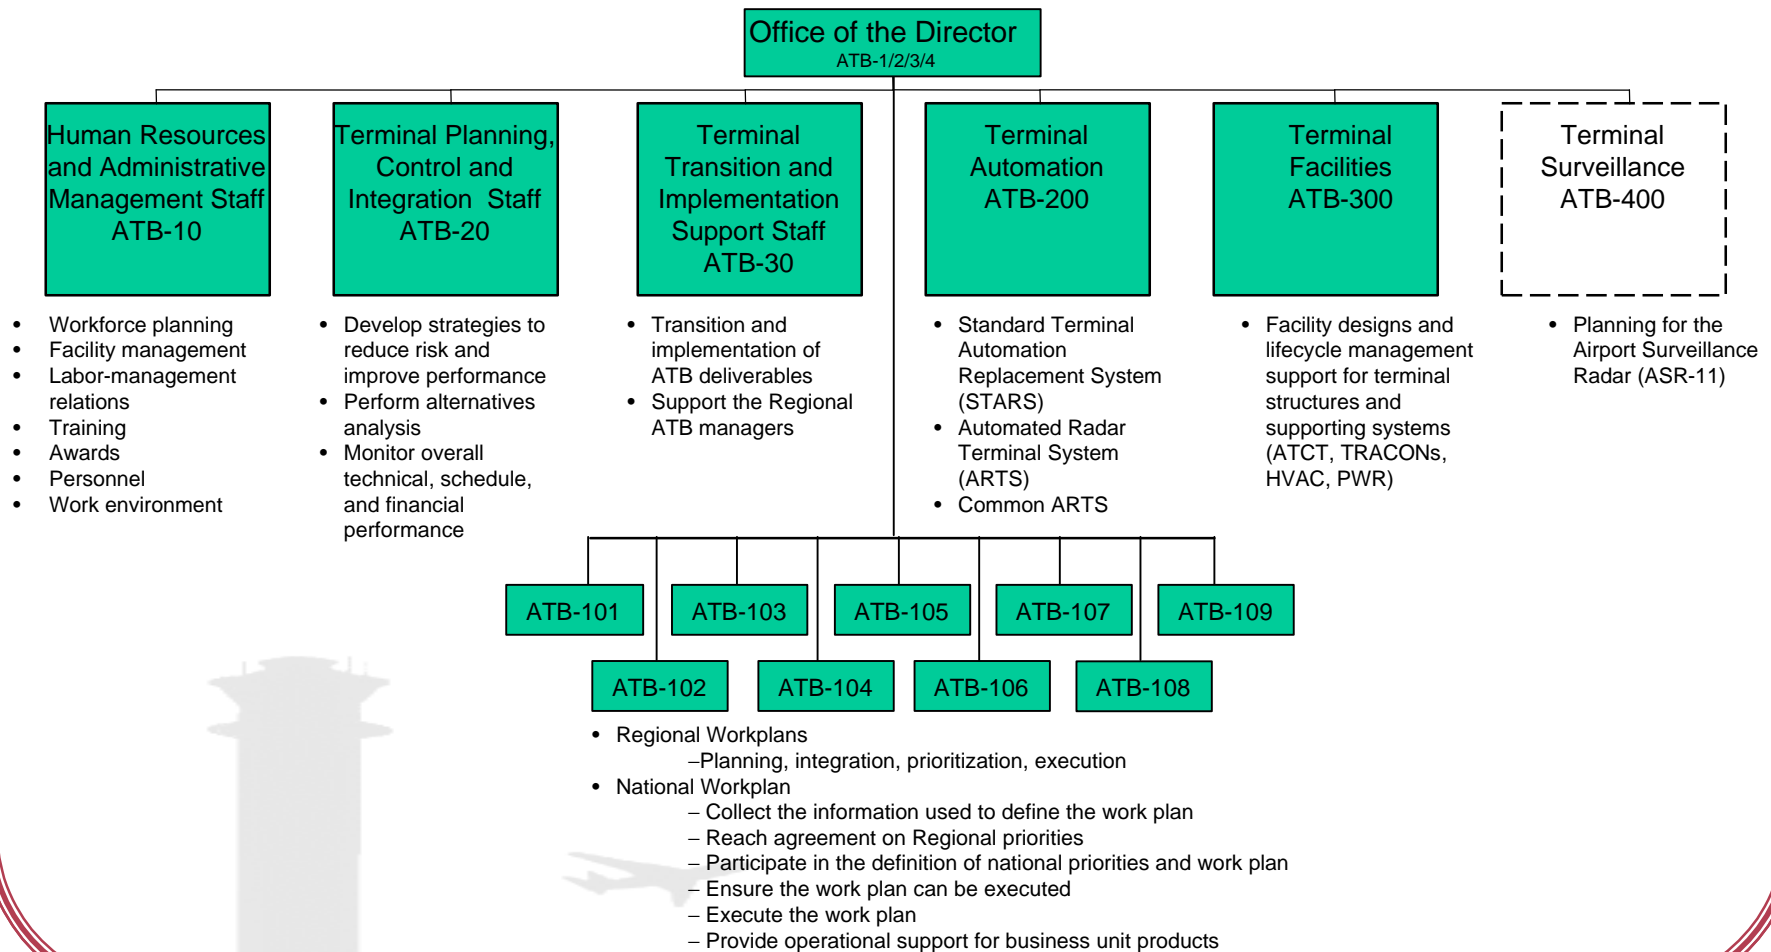 Office of the Director
ATB-1/2/3/4
Human Resources
and Administrative
Management Staff
ATB-10
Terminal Planning,
Control and
Integration Staff
ATB-20
Terminal
Transition and
Implementation
Support Staff
ATB-30
Terminal
Automation
ATB-200
Terminal
Facilities
ATB-300
Terminal
Surveillance
ATB-400
• Workforce planning
• Facility management
• Labor-management
relations
• Training
• Awards
• Personnel
• Work environment
• Develop strategies to
reduce risk and
improve performance
• Perform alternatives
analysis
• Monitor overall
technical, schedule,
and financial
performance
• Transition and
implementation of
ATB deliverables
• Support the Regional
ATB managers
• Standard Terminal
Automation
Replacement System
(STARS)
• Automated Radar
Terminal System
(ARTS)
• Common ARTS
• Facility designs and
lifecycle management
support for terminal
structures and
supporting systems
(ATCT, TRACONs,
HVAC, PWR)
• Planning for the
Airport Surveillance
Radar (ASR-11)
ATB-101
ATB-103
ATB-105
ATB-107
ATB-109
ATB-102
ATB-104
ATB-106
ATB-108
• Regional Workplans
–Planning, integration, prioritization, execution
• National Workplan
– Collect the information used to define the work plan
– Reach agreement on Regional priorities
– Participate in the definition of national priorities and work plan
– Ensure the work plan can be executed
– Execute the work plan
– Provide operational support for business unit products